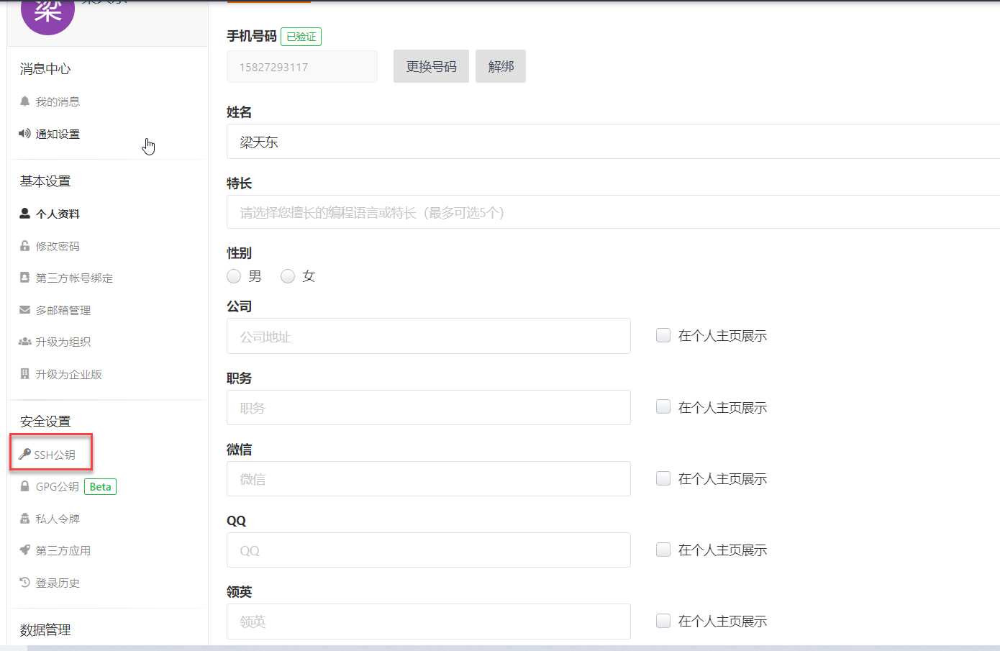 梁
消息中心
我的消息
通知设置
基本设置
个人资料
修改密码
第三方帐号绑定
多邮箱管理
升级为组织
升级为企业版
安全设置
SSH公钥
GPG公钥 Beta
私人令牌
第三方应用
登录历史
数据管理
手机号码 已验证
15827293117 更换号码 解绑
姓名
梁天东
特长
请选择您擅长的编程语言或特长（最多可选5个）
性别
男 女
公司
公司地址 在个人主页展示
职务
职务 在个人主页展示
微信
微信 在个人主页展示
QQ
QQ 在个人主页展示
领英
领英 在个人主页展示